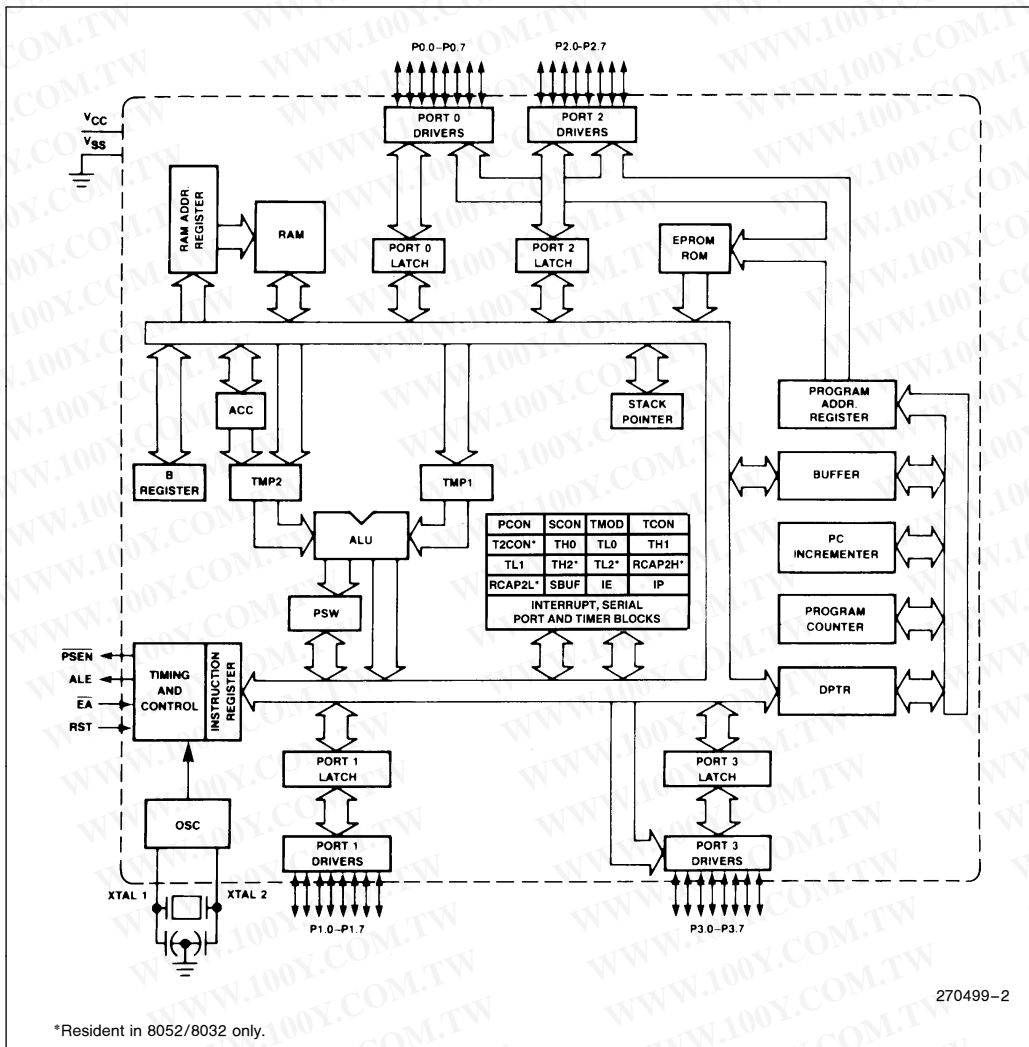 P0.0–P0.7
P2.0–P2.7
VCC
VSS
PORT 0
DRIVERS
PORT 2
DRIVERS
RAM ADDR.
REGISTER
RAM
PORT 0
LATCH
PORT 2
LATCH
EPROM
ROM
ACC
STACK
POINTER
PROGRAM
ADDR.
REGISTER
B
REGISTER
TMP2
TMP1
BUFFER
ALU
PCON SCON TMOD TCON
T2CON* TH0 TL0 TH1
TL1 TH2* TL2* RCAP2H*
RCAP2L* SBUF IE IP
INTERRUPT, SERIAL
PORT AND TIMER BLOCKS
PC
INCREMENTER
PSW
PROGRAM
COUNTER
PSEN
ALE
EA
RST
TIMING
AND
CONTROL
INSTRUCTION
REGISTER
DPTR
PORT 1
LATCH
PORT 3
LATCH
OSC
PORT 1
DRIVERS
PORT 3
DRIVERS
XTAL 1
XTAL 2
P1.0–P1.7
P3.0–P3.7
270499–2
*Resident in 8052/8032 only.
WWW.100Y.COM.TW